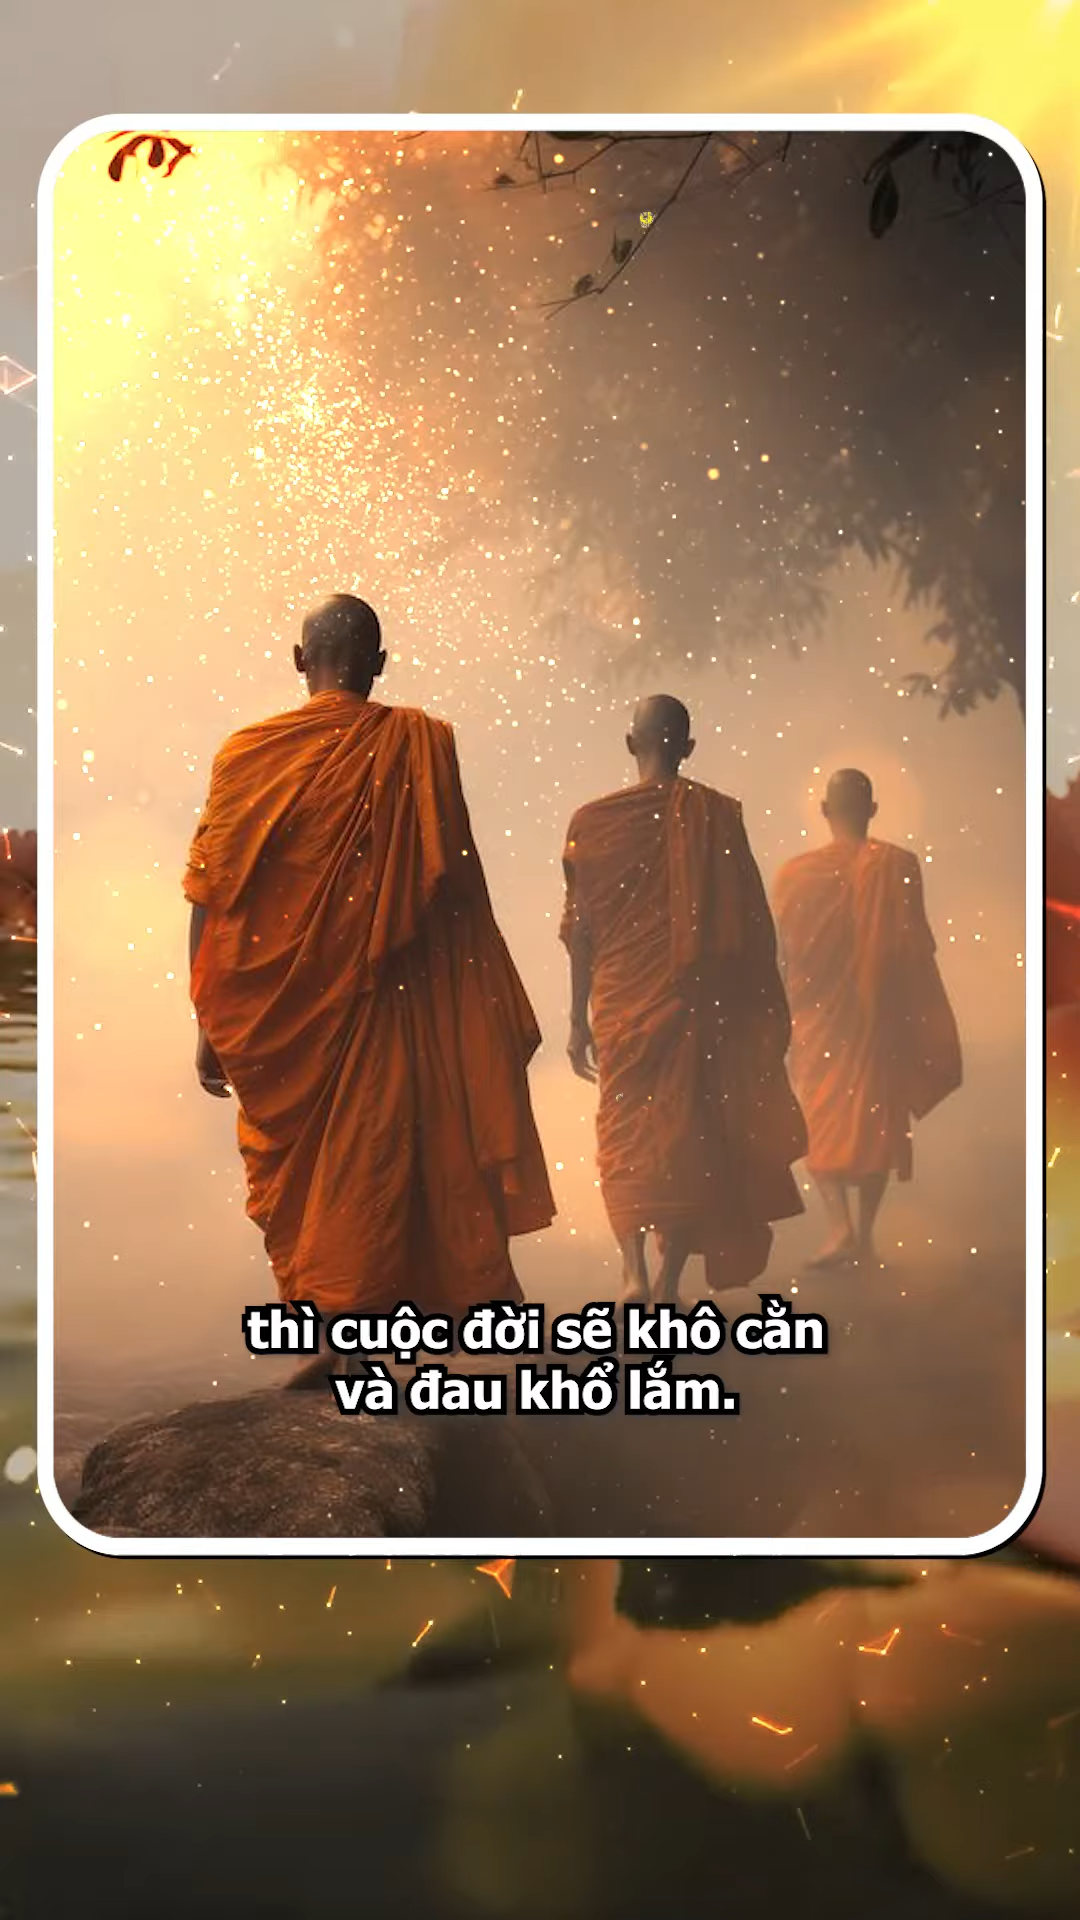 thì cuộc đời sẽ khô cằn
và đau khổ lắm.